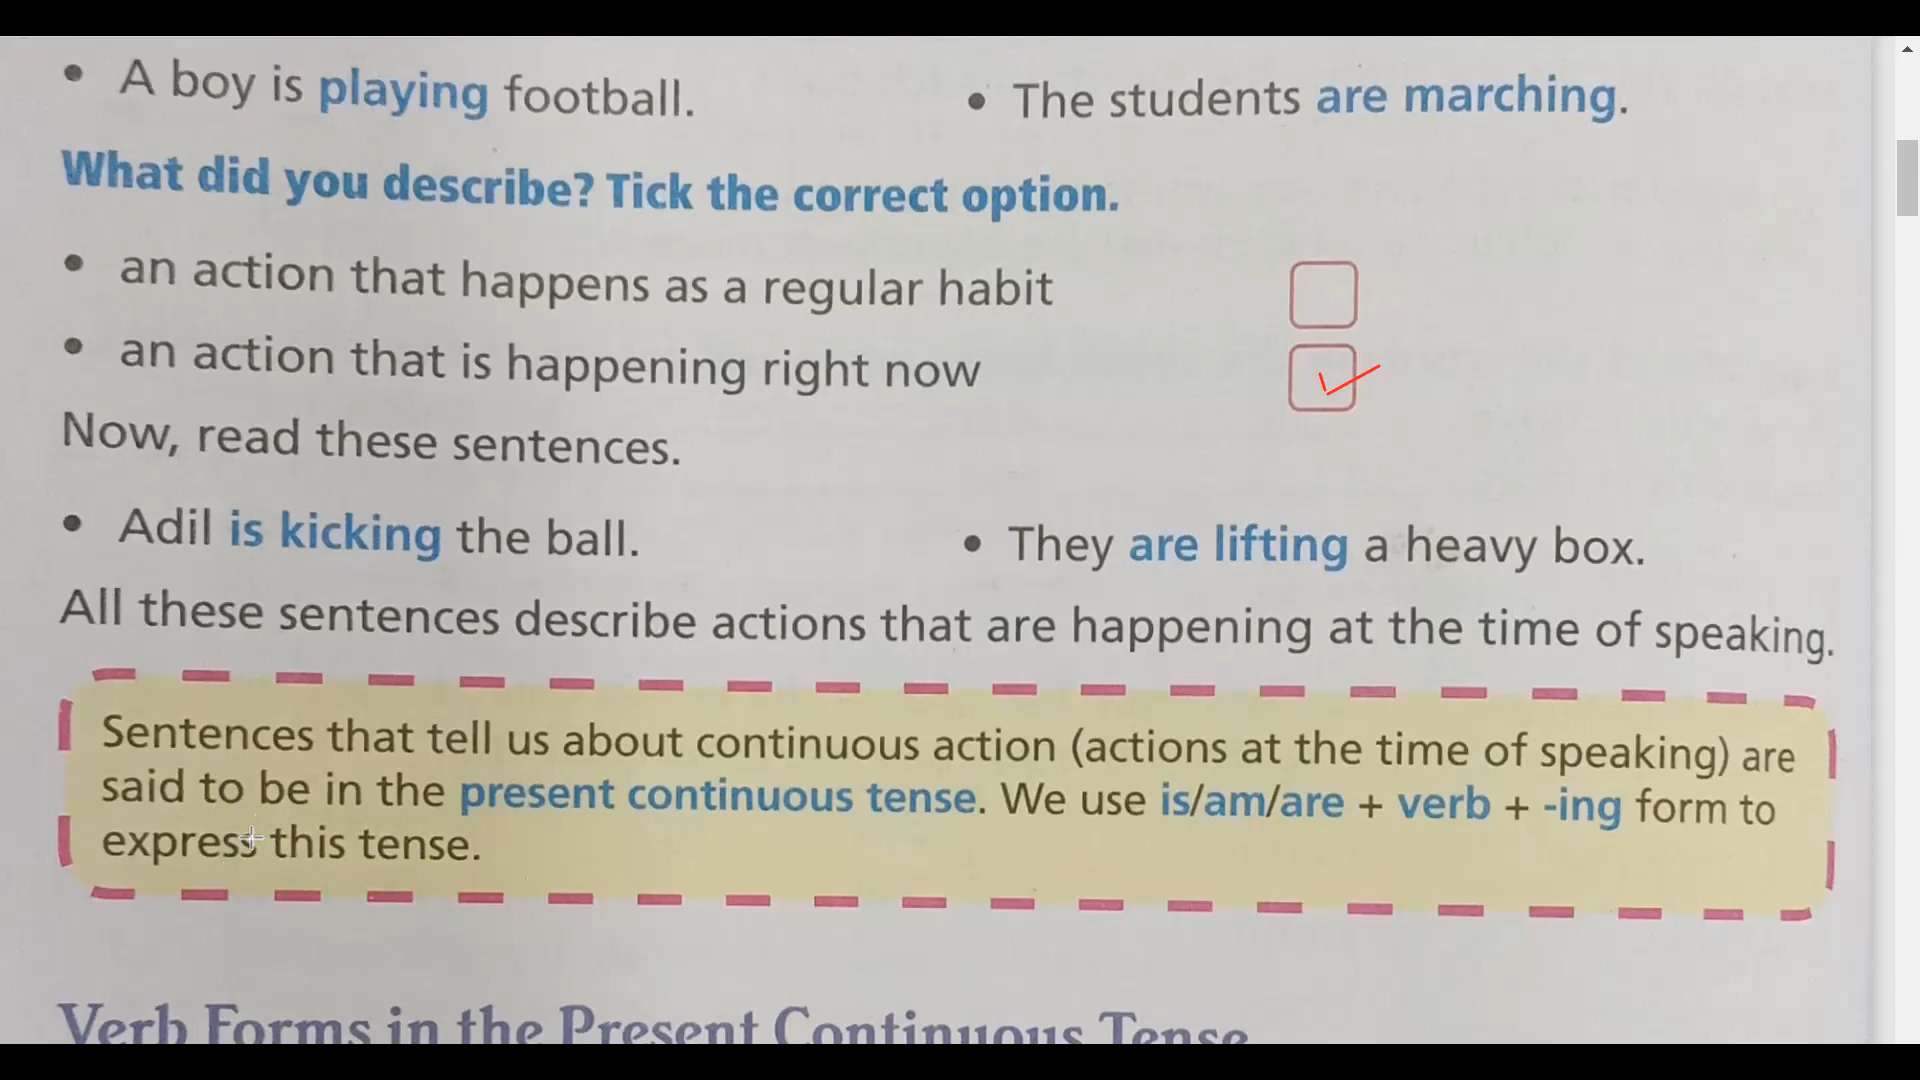 • A boy is playing football.
• The students are marching.
What did you describe? Tick the correct option.
• an action that happens as a regular habit
• an action that is happening right now
Now, read these sentences.
• Adil is kicking the ball.
• They are lifting a heavy box.
All these sentences describe actions that are happening at the time of speaking.
Sentences that tell us about continuous action (actions at the time of speaking) are
said to be in the present continuous tense. We use is/am/are + verb + -ing form to
express this tense.
Verb Forms in the Present Continuous Tense